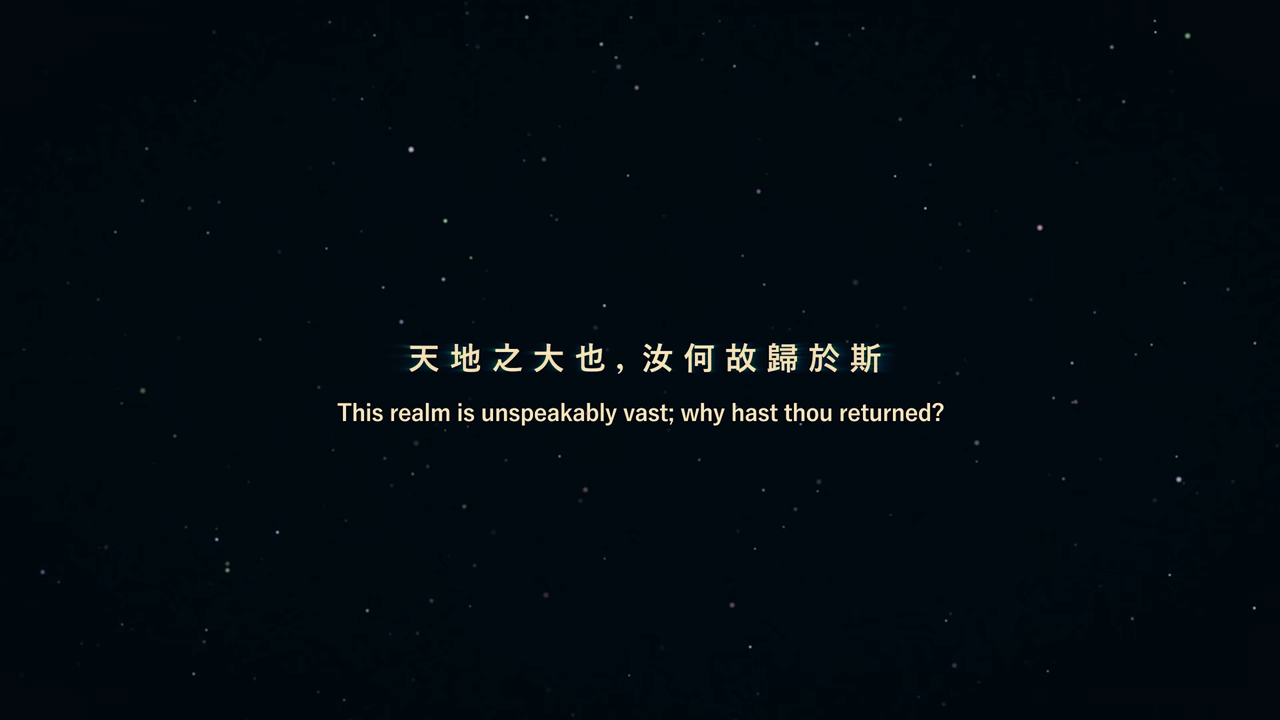 天地之大也，汝何故歸於斯
This realm is unspeakably vast; why hast thou returned?